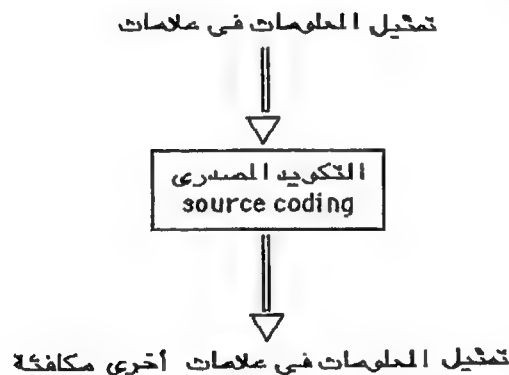 تمثيل المعلومات فى علامات
التكويد المصدرى
source coding
تمثيل المعلومات فى علامات أخرى مكافئة